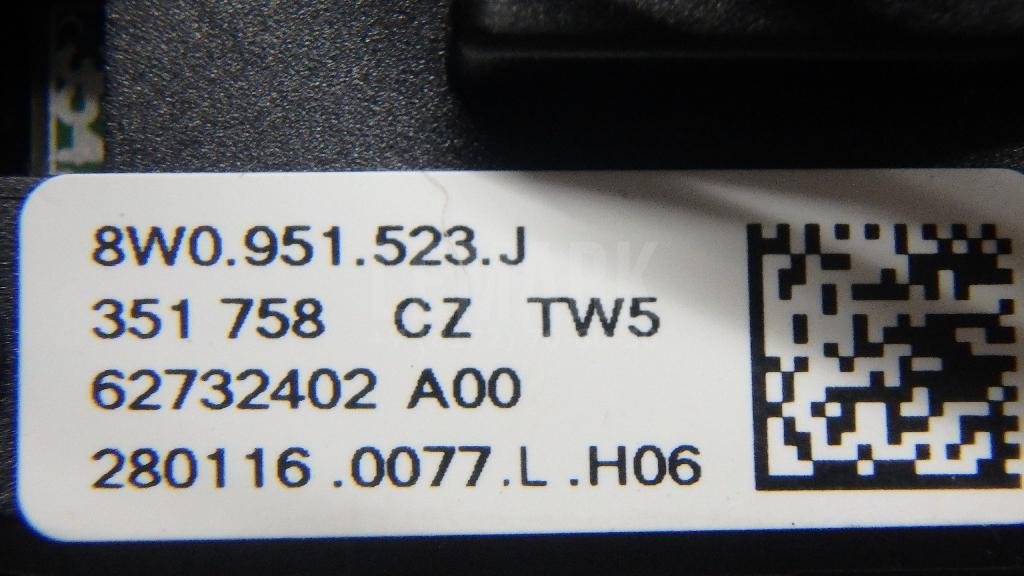 8W0.951.523.J
351 758 CZ TW5
62732402 A00
280116 .0077.L .H06